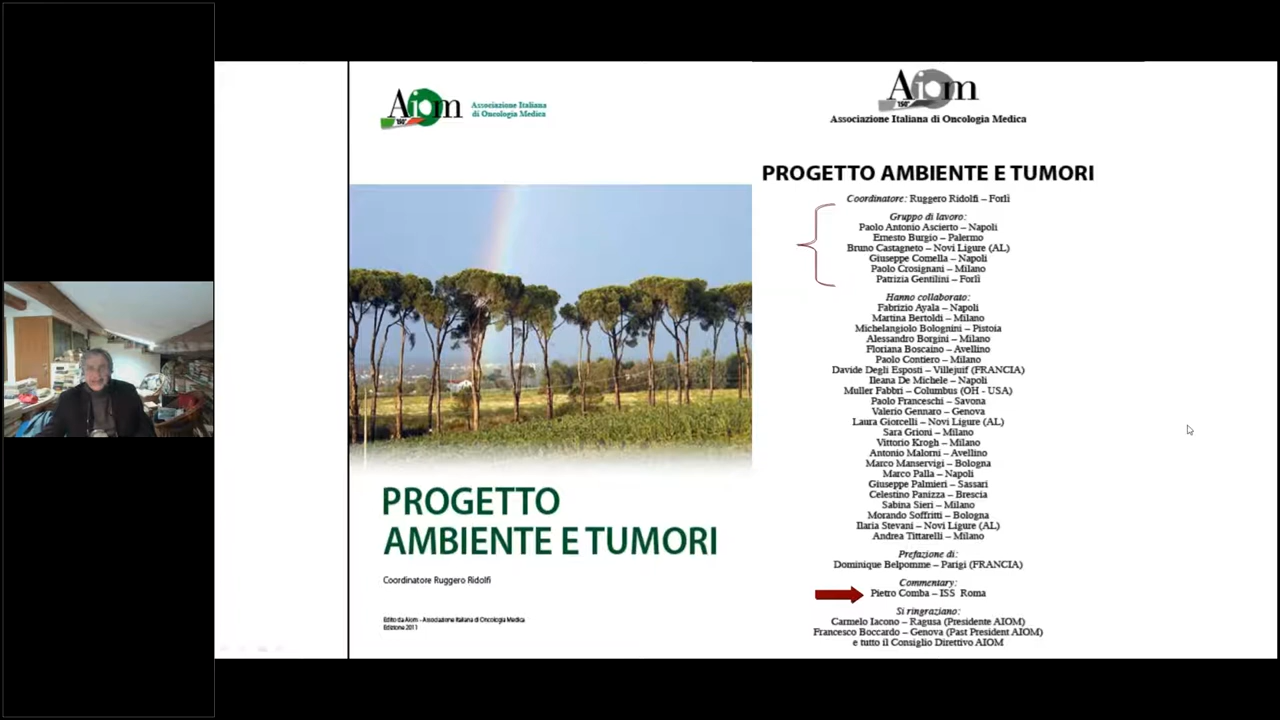 Aiom
150°
Associazione Italiana
di Oncologia Medica
PROGETTO
AMBIENTE E TUMORI
Coordinatore Ruggero Ridolfi
Edito da Aiom - Associazione Italiana di Oncologia Medica
Edizione 2011
Aiom
150°
Associazione Italiana di Oncologia Medica
PROGETTO AMBIENTE E TUMORI
Coordinatore: Ruggero Ridolfi – Forlì
Gruppo di lavoro:
Paolo Antonio Ascierto – Napoli
Ernesto Burgio – Palermo
Bruno Castagneto – Novi Ligure (AL)
Giuseppe Comella – Napoli
Paolo Crosignani – Milano
Patrizia Gentilini – Forlì
Hanno collaborato:
Fabrizio Ayala – Napoli
Martina Bertoldi – Milano
Michelangiolo Bolognini – Pistoia
Alessandro Borgini – Milano
Floriana Boscaino – Avellino
Paolo Contiero – Milano
Davide Degli Esposti – Villejuif (FRANCIA)
Ileana De Michele – Napoli
Muller Fabbri – Columbus (OH - USA)
Paolo Franceschi – Savona
Valerio Gennaro – Genova
Laura Giorcelli – Novi Ligure (AL)
Sara Grioni – Milano
Vittorio Krogh – Milano
Antonio Malorni – Avellino
Marco Manservigi – Bologna
Marco Palla – Napoli
Giuseppe Palmieri – Sassari
Celestino Panizza – Brescia
Sabina Sieri – Milano
Morando Soffritti – Bologna
Ilaria Stevani – Novi Ligure (AL)
Andrea Tittarelli – Milano
Prefazione di:
Dominique Belpomme – Parigi (FRANCIA)
Commentary:
Pietro Comba – ISS Roma
Si ringraziano:
Carmelo Iacono – Ragusa (Presidente AIOM)
Francesco Boccardo – Genova (Past President AIOM)
e tutto il Consiglio Direttivo AIOM